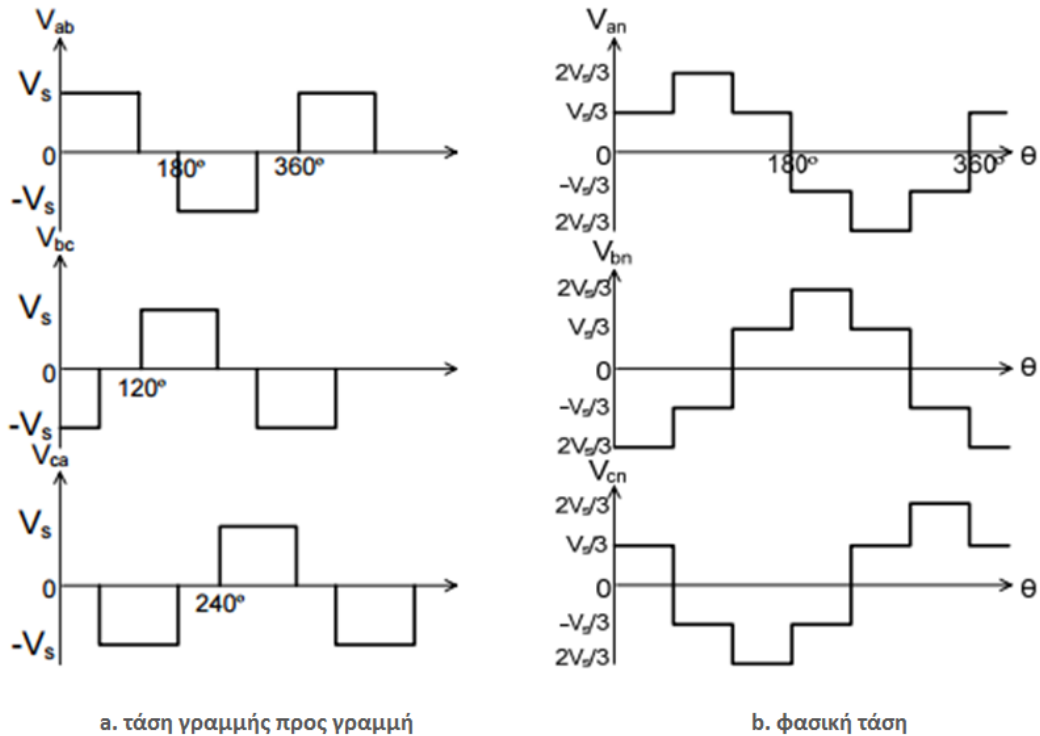 Vab
Vs
0
180º
360º
-Vs
Vbc
Vs
0
120º
-Vs
Vca
Vs
0
240º
-Vs
a. τάση γραμμής προς γραμμή
Van
2Vs/3
Vs/3
0
180º
360º
θ
-Vs/3
2Vs/3
Vbn
2Vs/3
Vs/3
0
θ
-Vs/3
2Vs/3
Vcn
2Vs/3
Vs/3
0
θ
-Vs/3
2Vs/3
b. φασική τάση